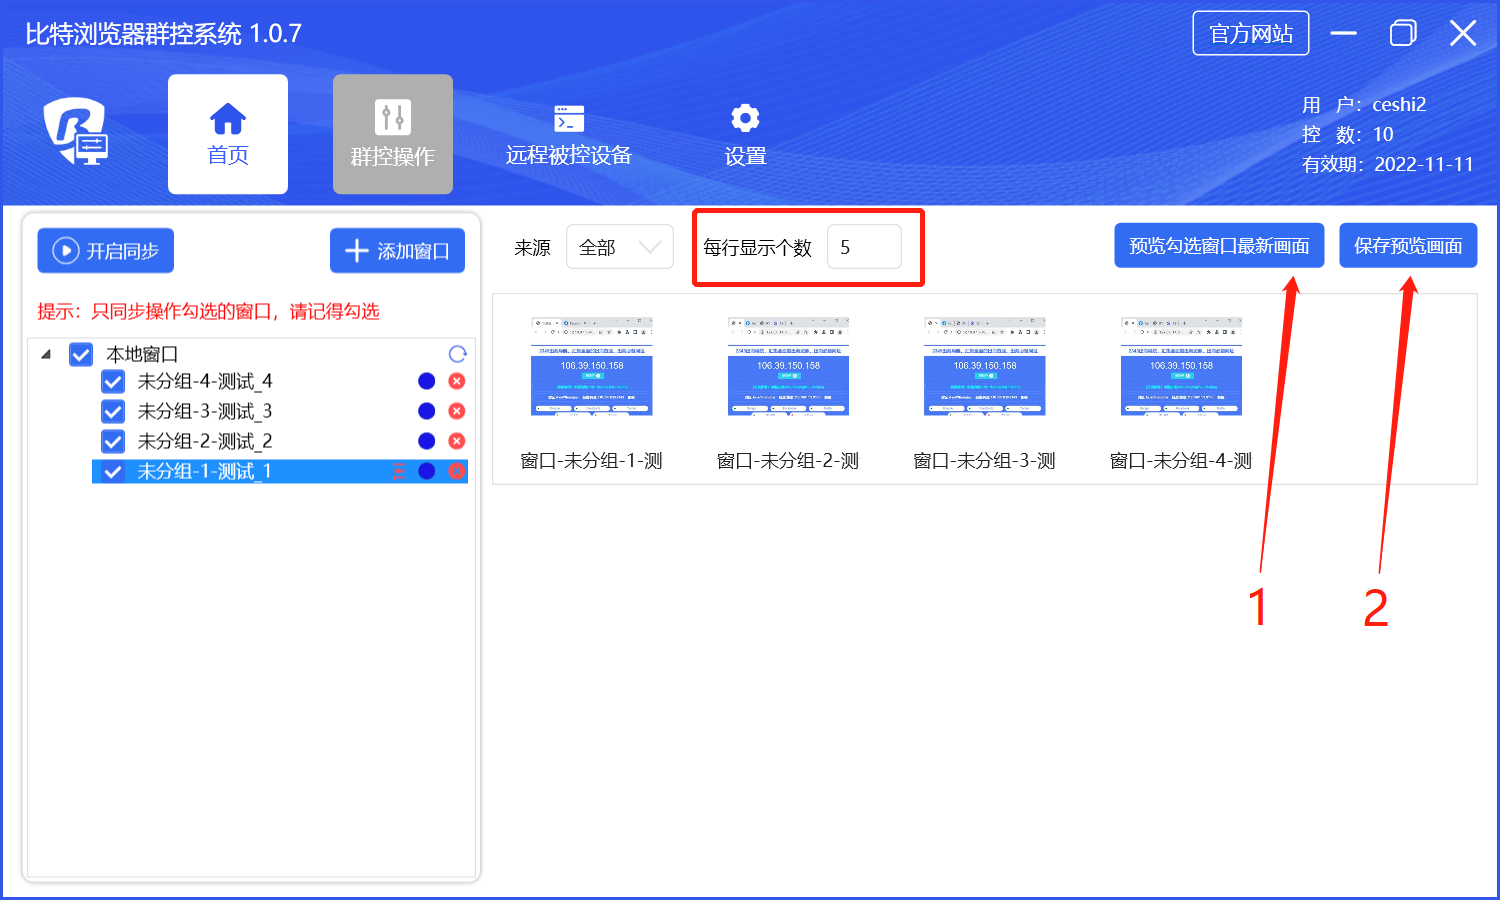 比特浏览器群控系统 1.0.7
官方网站
首页
群控操作
远程被控设备
设置
用 户：ceshi2
控 数：10
有效期：2022-11-11
开启同步
添加窗口
提示：只同步操作勾选的窗口，请记得勾选
本地窗口
未分组-4-测试_4
未分组-3-测试_3
未分组-2-测试_2
未分组-1-测试_1
来源
全部
每行显示个数
5
预览勾选窗口最新画面
保存预览画面
106.39.150.158
106.39.150.158
106.39.150.158
106.39.150.158
窗口-未分组-1-测
窗口-未分组-2-测
窗口-未分组-3-测
窗口-未分组-4-测
1
2